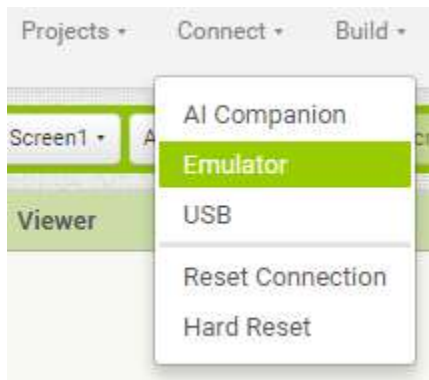 Projects Connect Build
AI Companion
Screen1 A
Emulator
Viewer USB
Reset Connection
Hard Reset